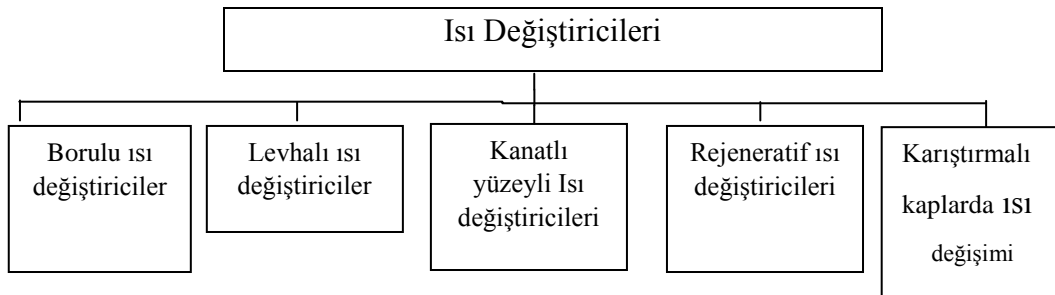 Isı Değiştiricileri
Borulu ısı
değiştiriciler
Levhalı ısı
değiştiriciler
Kanatlı
yüzeyli Isı
değiştiricileri
Rejeneratif ısı
değiştiricileri
Karıştırmalı
kaplarda ısı
değişimi